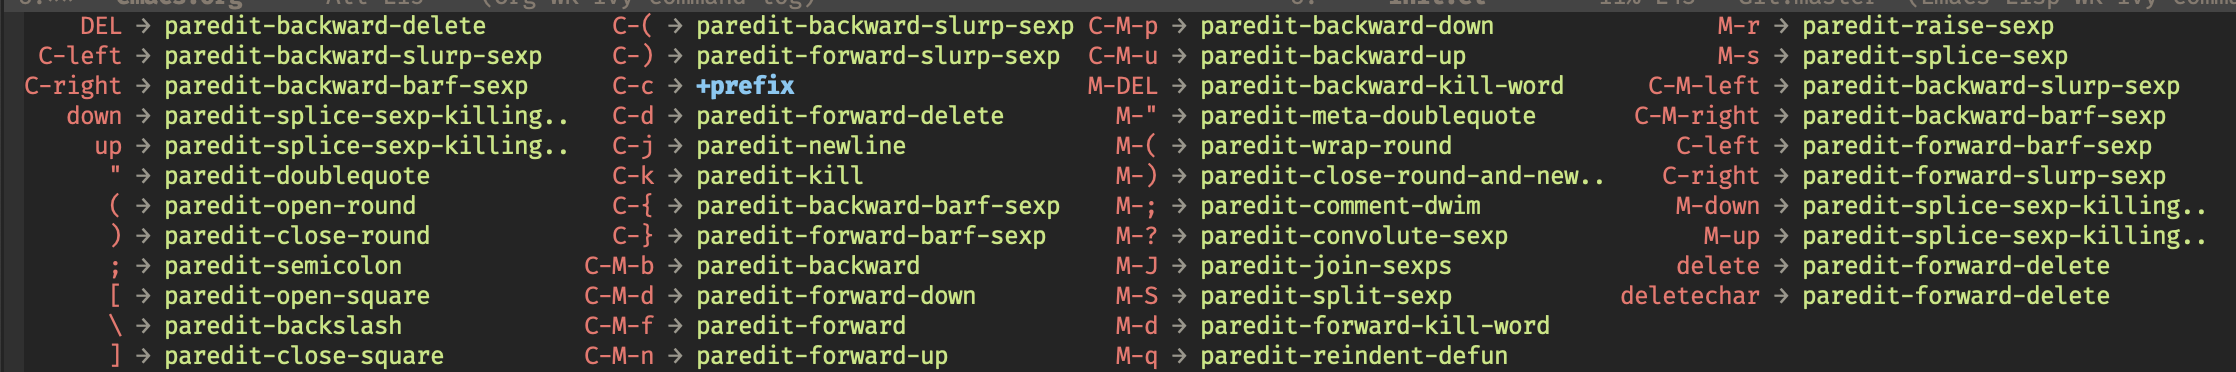 DEL → paredit-backward-delete C-( → paredit-backward-slurp-sexp C-M-p → paredit-backward-down M-r → paredit-raise-sexp
C-left → paredit-backward-slurp-sexp C-) → paredit-forward-slurp-sexp C-M-u → paredit-backward-up M-s → paredit-splice-sexp
C-right → paredit-backward-barf-sexp C-c → +prefix M-DEL → paredit-backward-kill-word C-M-left → paredit-backward-slurp-sexp
down → paredit-splice-sexp-killing.. C-d → paredit-forward-delete M-" → paredit-meta-doublequote C-M-right → paredit-backward-barf-sexp
up → paredit-splice-sexp-killing.. C-j → paredit-newline M-( → paredit-wrap-round C-left → paredit-forward-barf-sexp
" → paredit-doublequote C-k → paredit-kill M-) → paredit-close-round-and-new.. C-right → paredit-forward-slurp-sexp
( → paredit-open-round C-{ → paredit-backward-barf-sexp M-; → paredit-comment-dwim M-down → paredit-splice-sexp-killing..
) → paredit-close-round C-} → paredit-forward-barf-sexp M-? → paredit-convolute-sexp M-up → paredit-splice-sexp-killing..
; → paredit-semicolon C-M-b → paredit-backward M-J → paredit-join-sexps delete → paredit-forward-delete
[ → paredit-open-square C-M-d → paredit-forward-down M-S → paredit-split-sexp deletechar → paredit-forward-delete
\ → paredit-backslash C-M-f → paredit-forward M-d → paredit-forward-kill-word
] → paredit-close-square C-M-n → paredit-forward-up M-q → paredit-reindent-defun